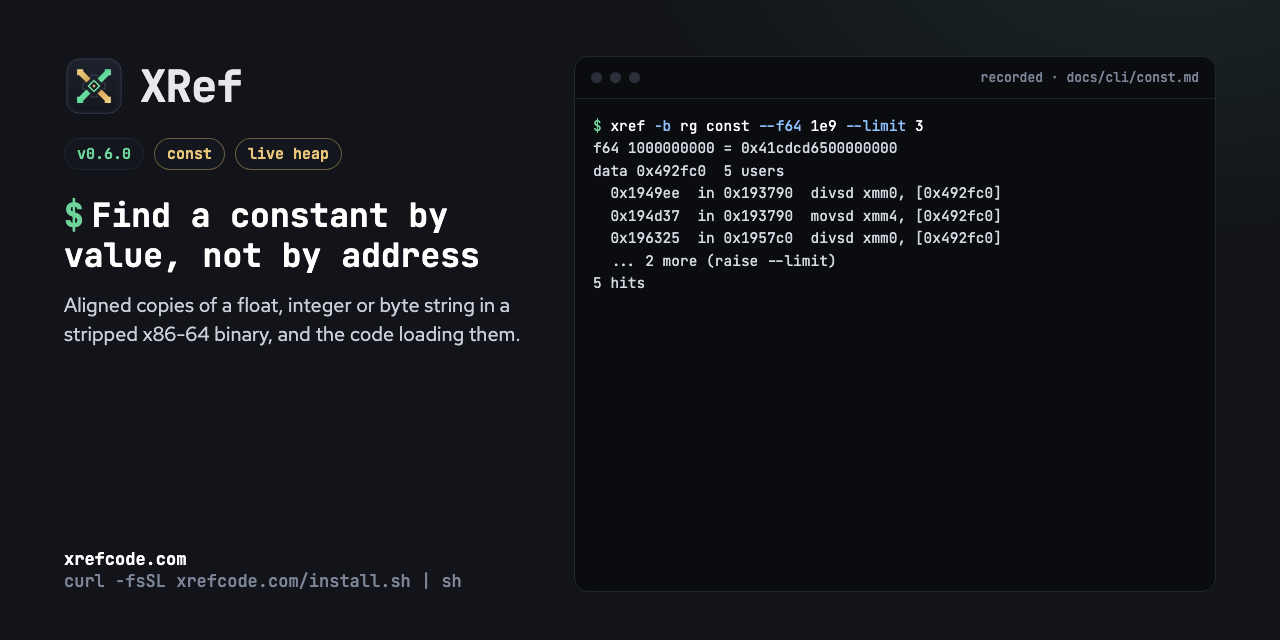 XRef
v0.6.0 const live heap
$ Find a constant by
value, not by address
Aligned copies of a float, integer or byte string in a
stripped x86-64 binary, and the code loading them.
xrefcode.com
curl -fsSL xrefcode.com/install.sh | sh
recorded · docs/cli/const.md
$ xref -b rg const --f64 1e9 --limit 3
f64 1000000000 = 0x41cdcd6500000000
data 0x492fc0  5 users
  0x1949ee  in 0x193790  divsd xmm0, [0x492fc0]
  0x194d37  in 0x193790  movsd xmm4, [0x492fc0]
  0x196325  in 0x1957c0  divsd xmm0, [0x492fc0]
  ... 2 more (raise --limit)
5 hits